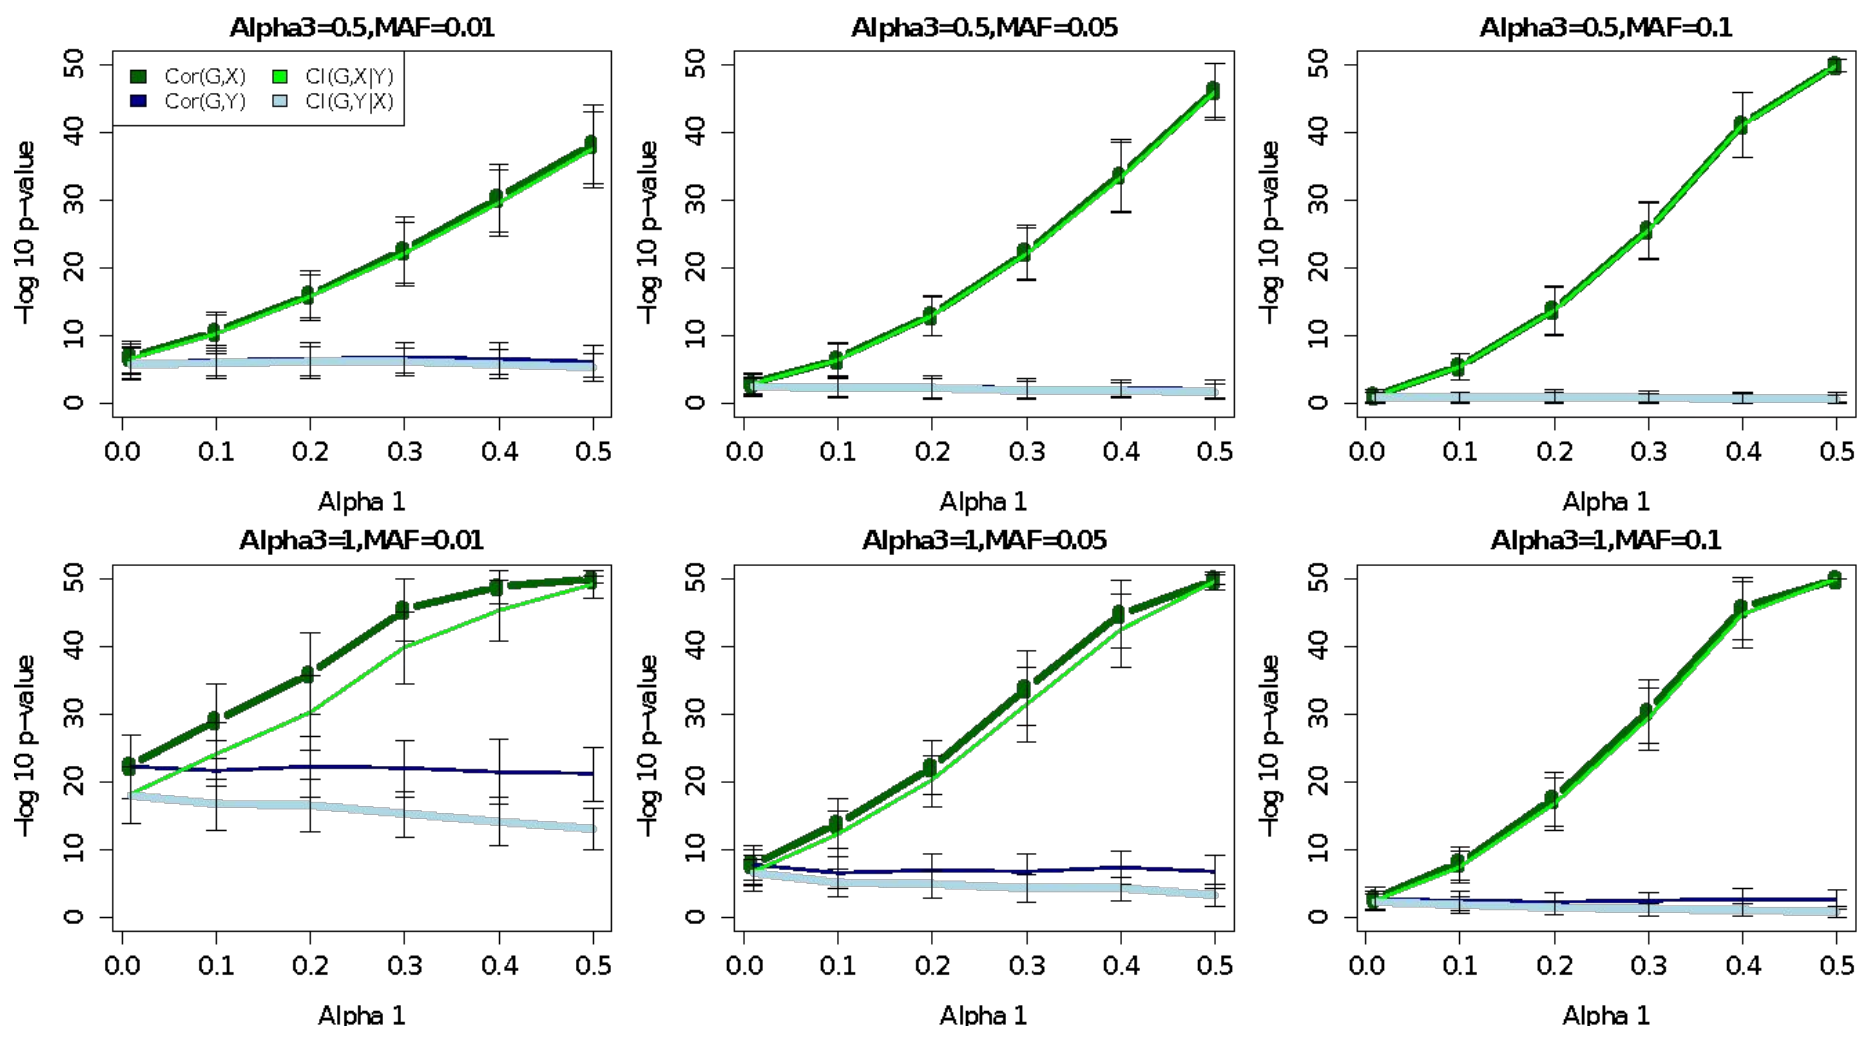 Alpha3=0.5,MAF=0.01
50
40
30
20
10
0
-log 10 p-value
Cor(G,X)
CI(G,X|Y)
Cor(G,Y)
CI(G,Y|X)
0.0 0.1 0.2 0.3 0.4 0.5
Alpha 1
Alpha3=0.5,MAF=0.05
50
40
30
20
10
0
-log 10 p-value
0.0 0.1 0.2 0.3 0.4 0.5
Alpha 1
Alpha3=0.5,MAF=0.1
50
40
30
20
10
0
-log 10 p-value
0.0 0.1 0.2 0.3 0.4 0.5
Alpha 1
Alpha3=1,MAF=0.01
50
40
30
20
10
0
-log 10 p-value
0.0 0.1 0.2 0.3 0.4 0.5
Alpha 1
Alpha3=1,MAF=0.05
50
40
30
20
10
0
-log 10 p-value
0.0 0.1 0.2 0.3 0.4 0.5
Alpha 1
Alpha3=1,MAF=0.1
50
40
30
20
10
0
-log 10 p-value
0.0 0.1 0.2 0.3 0.4 0.5
Alpha 1